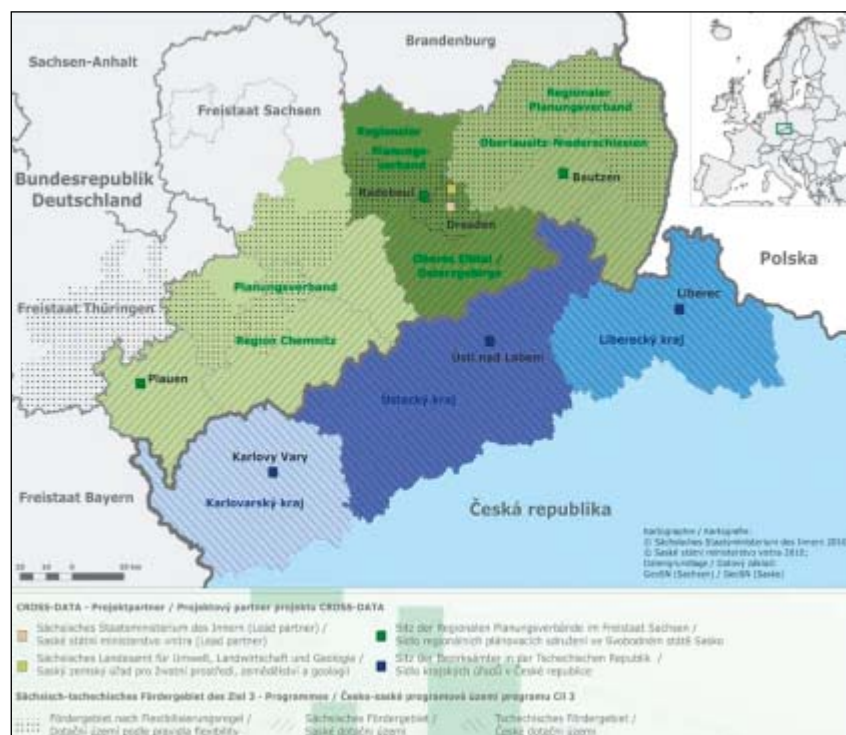 Brandenburg
Sachsen-Anhalt
Freistaat Sachsen
Regionaler
Planungsverband
Oberlausitz-Niederschlesien
Bautzen
Regionaler
Planungs-
verband
Radebeul
Dresden
Oberes Elbtal /
Osterzgebirge
Bundesrepublik
Deutschland
Polska
Freistaat Thüringen
Planungsverband
Region Chemnitz
Plauen
Liberec
Liberecký kraj
Ústí nad Labem
Ústecký kraj
Karlovy Vary
Karlovarský kraj
Freistaat Bayern
Česká republika
Kartographie / Kartografie:
© Sächsisches Staatsministerium des Innern 2010
© Saské státní ministerstvo vnitra 2010;
Datengrundlage / Datový základ:
GeoSN (Sachsen) / GeoSN (Sasko)
CROSS-DATA - Projektpartner / Projektový partner projektu CROSS-DATA
Sächsisches Staatsministerium des Innern (Lead partner) /
Saské státní ministerstvo vnitra (Lead partner)
Sächsisches Landesamt für Umwelt, Landwirtschaft und Geologie /
Saský zemský úřad pro životní prostředí, zemědělství a geologii
Sitz der Regionalen Planungsverbände im Freistaat Sachsen /
Sídlo regionálních plánovacích sdružení ve Svobodném státě Sasko
Sitz der Bezirksämter in der Tschechischen Republik /
Sídlo krajských úřadů v České republice
Sächsisch-tschechisches Fördergebiet des Ziel 3 - Programmes / Česko-saské programové území programu Cíl 3
Fördergebiet nach Flexibilisierungsregel /
Dotační území podle pravidla flexibility
Sächsisches Fördergebiet /
Saské dotační území
Tschechisches Fördergebiet /
České dotační území